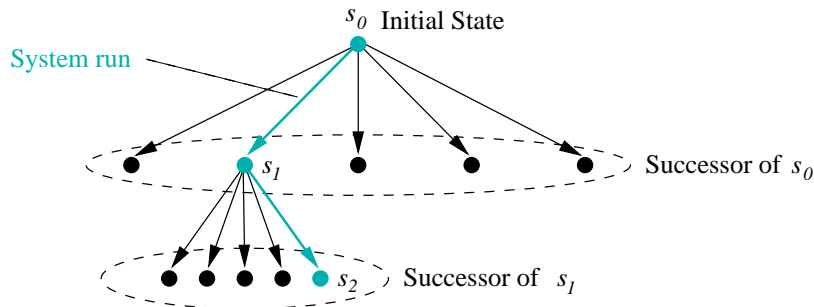 s0 Initial State
System run
s1
Successor of s0
s2
Successor of s1